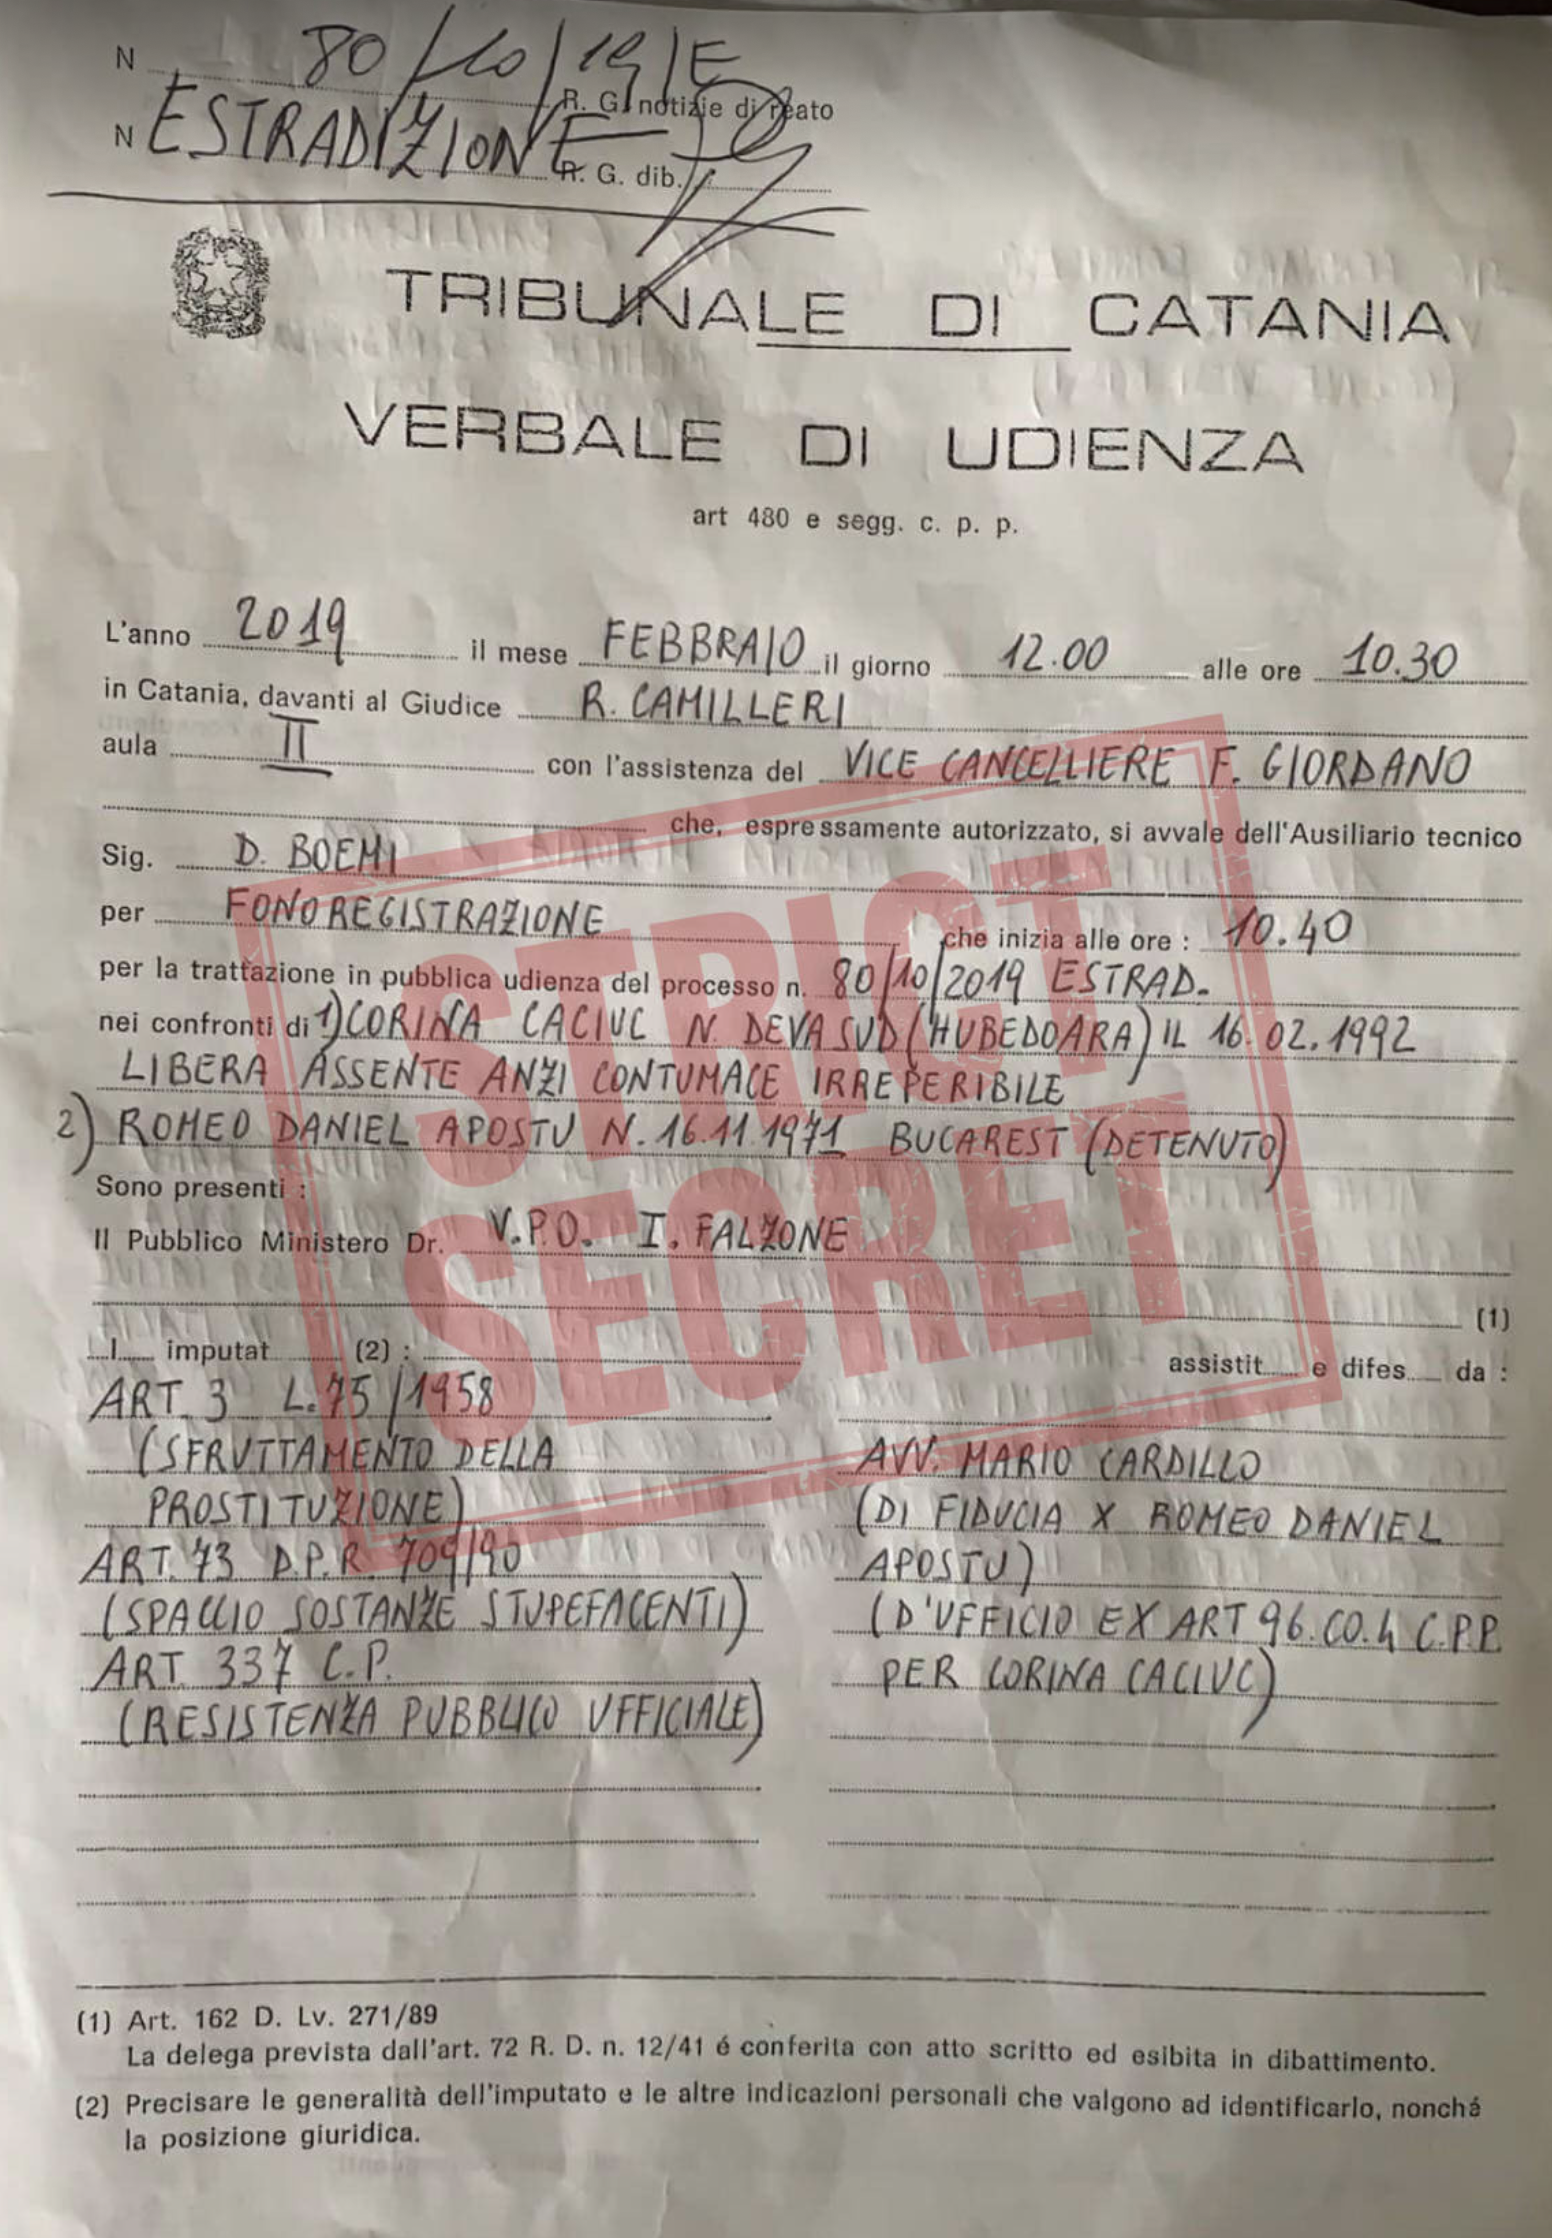 N 80/10/19/E R. G. notizie di reato
N ESTRADIZIONE R. G. dib.
TRIBUNALE DI CATANIA
VERBALE DI UDIENZA
art 480 e segg. c. p. p.
L'anno 2019 il mese FEBBRAIO il giorno 12.00 alle ore 10.30
in Catania, davanti al Giudice R. CAMILLERI
aula II con l'assistenza del VICE CANCELLIERE F. GIORDANO
che, espressamente autorizzato, si avvale dell'Ausiliario tecnico
Sig. D. BOEMI
per FONOREGISTRAZIONE che inizia alle ore : 10.40
per la trattazione in pubblica udienza del processo n. 80/10/2019 ESTRAD.
nei confronti di 1) CORINA CACIUC N. DEVA SUD (HUBEDOARA) IL 16.02.1992
LIBERA ASSENTE ANZI CONTUMACE IRREPERIBILE
2) ROMEO DANIEL APOSTU N. 16.11.1971 BUCAREST (DETENUTO)
Sono presenti :
Il Pubblico Ministero Dr. V.P.O. I. FALZONE
(1)
I imputat (2) : assistit e difes da :
ART. 3 L. 75/1958
(SFRUTTAMENTO DELLA AVV. MARIO CARDILLO
PROSTITUZIONE) (DI FIDUCIA X ROMEO DANIEL
ART. 73 D.P.R. 709/90 APOSTU)
(SPACCIO SOSTANZE STUPEFACENTI) (D'UFFICIO EX ART 96. CO. 4 C.P.P.
ART. 337 C.P. PER CORINA CACIUC)
(RESISTENZA PUBBLICO UFFICIALE)
STRICT
SECRET
(1) Art. 162 D. Lv. 271/89
La delega prevista dall'art. 72 R. D. n. 12/41 é conferita con atto scritto ed esibita in dibattimento.
(2) Precisare le generalità dell'imputato e le altre indicazioni personali che valgono ad identificarlo, nonché
la posizione giuridica.